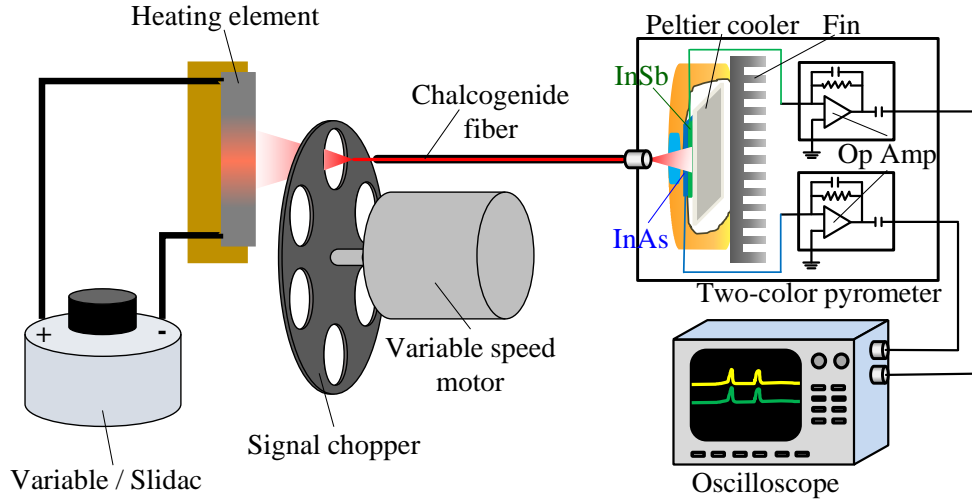 Heating element
Peltier cooler
Fin
InSb
Chalcogenide
fiber
Op Amp
InAs
Two-color pyrometer
+
-
Variable speed
motor
Signal chopper
Variable / Slidac
Oscilloscope